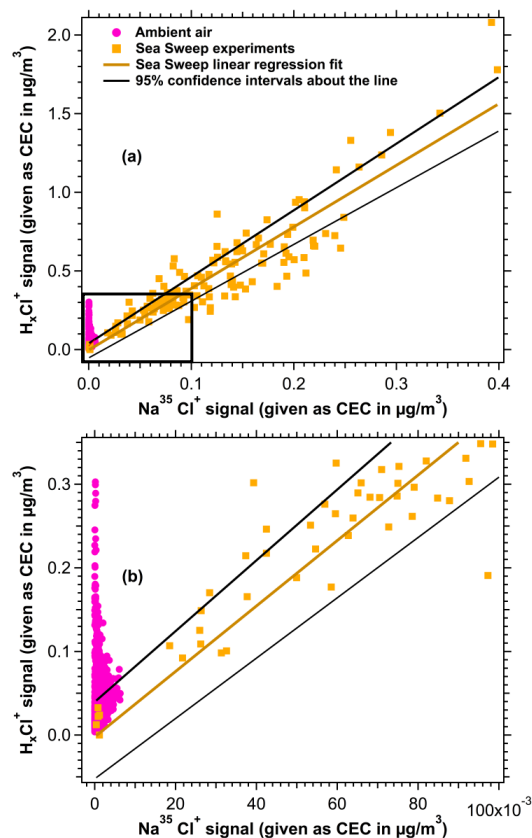 Ambient air
Sea Sweep experiments
Sea Sweep linear regression fit
95% confidence intervals about the line
(a)
HₓCl⁺ signal (given as CEC in µg/m³)
2.0
1.5
1.0
0.5
0.0
0.0 0.1 0.2 0.3 0.4
Na³⁵ Cl⁺ signal (given as CEC in µg/m³)
(b)
HₓCl⁺ signal (given as CEC in µg/m³)
0.3
0.2
0.1
0.0
0 20 40 60 80 100x10⁻³
Na³⁵ Cl⁺ signal (given as CEC in µg/m³)